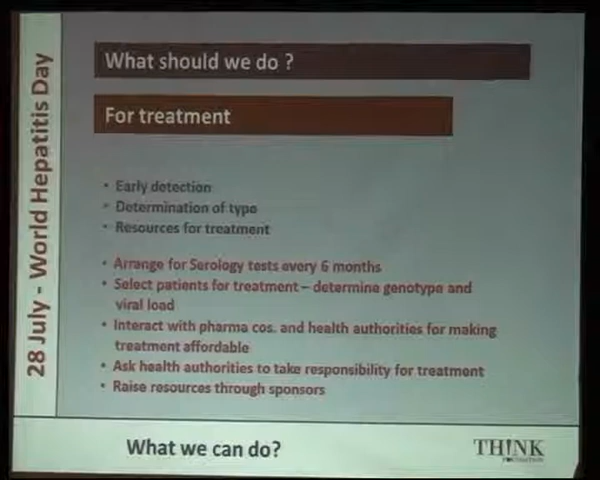 28 July - World Hepatitis Day
What should we do ?
For treatment
• Early detection
• Determination of type
• Resources for treatment
• Arrange for Serology tests every 6 months
• Select patients for treatment – determine genotype and
viral load
• Interact with pharma cos. and health authorities for making
treatment affordable
• Ask health authorities to take responsibility for treatment
• Raise resources through sponsors
What we can do?
TH!NK
FOUNDATION